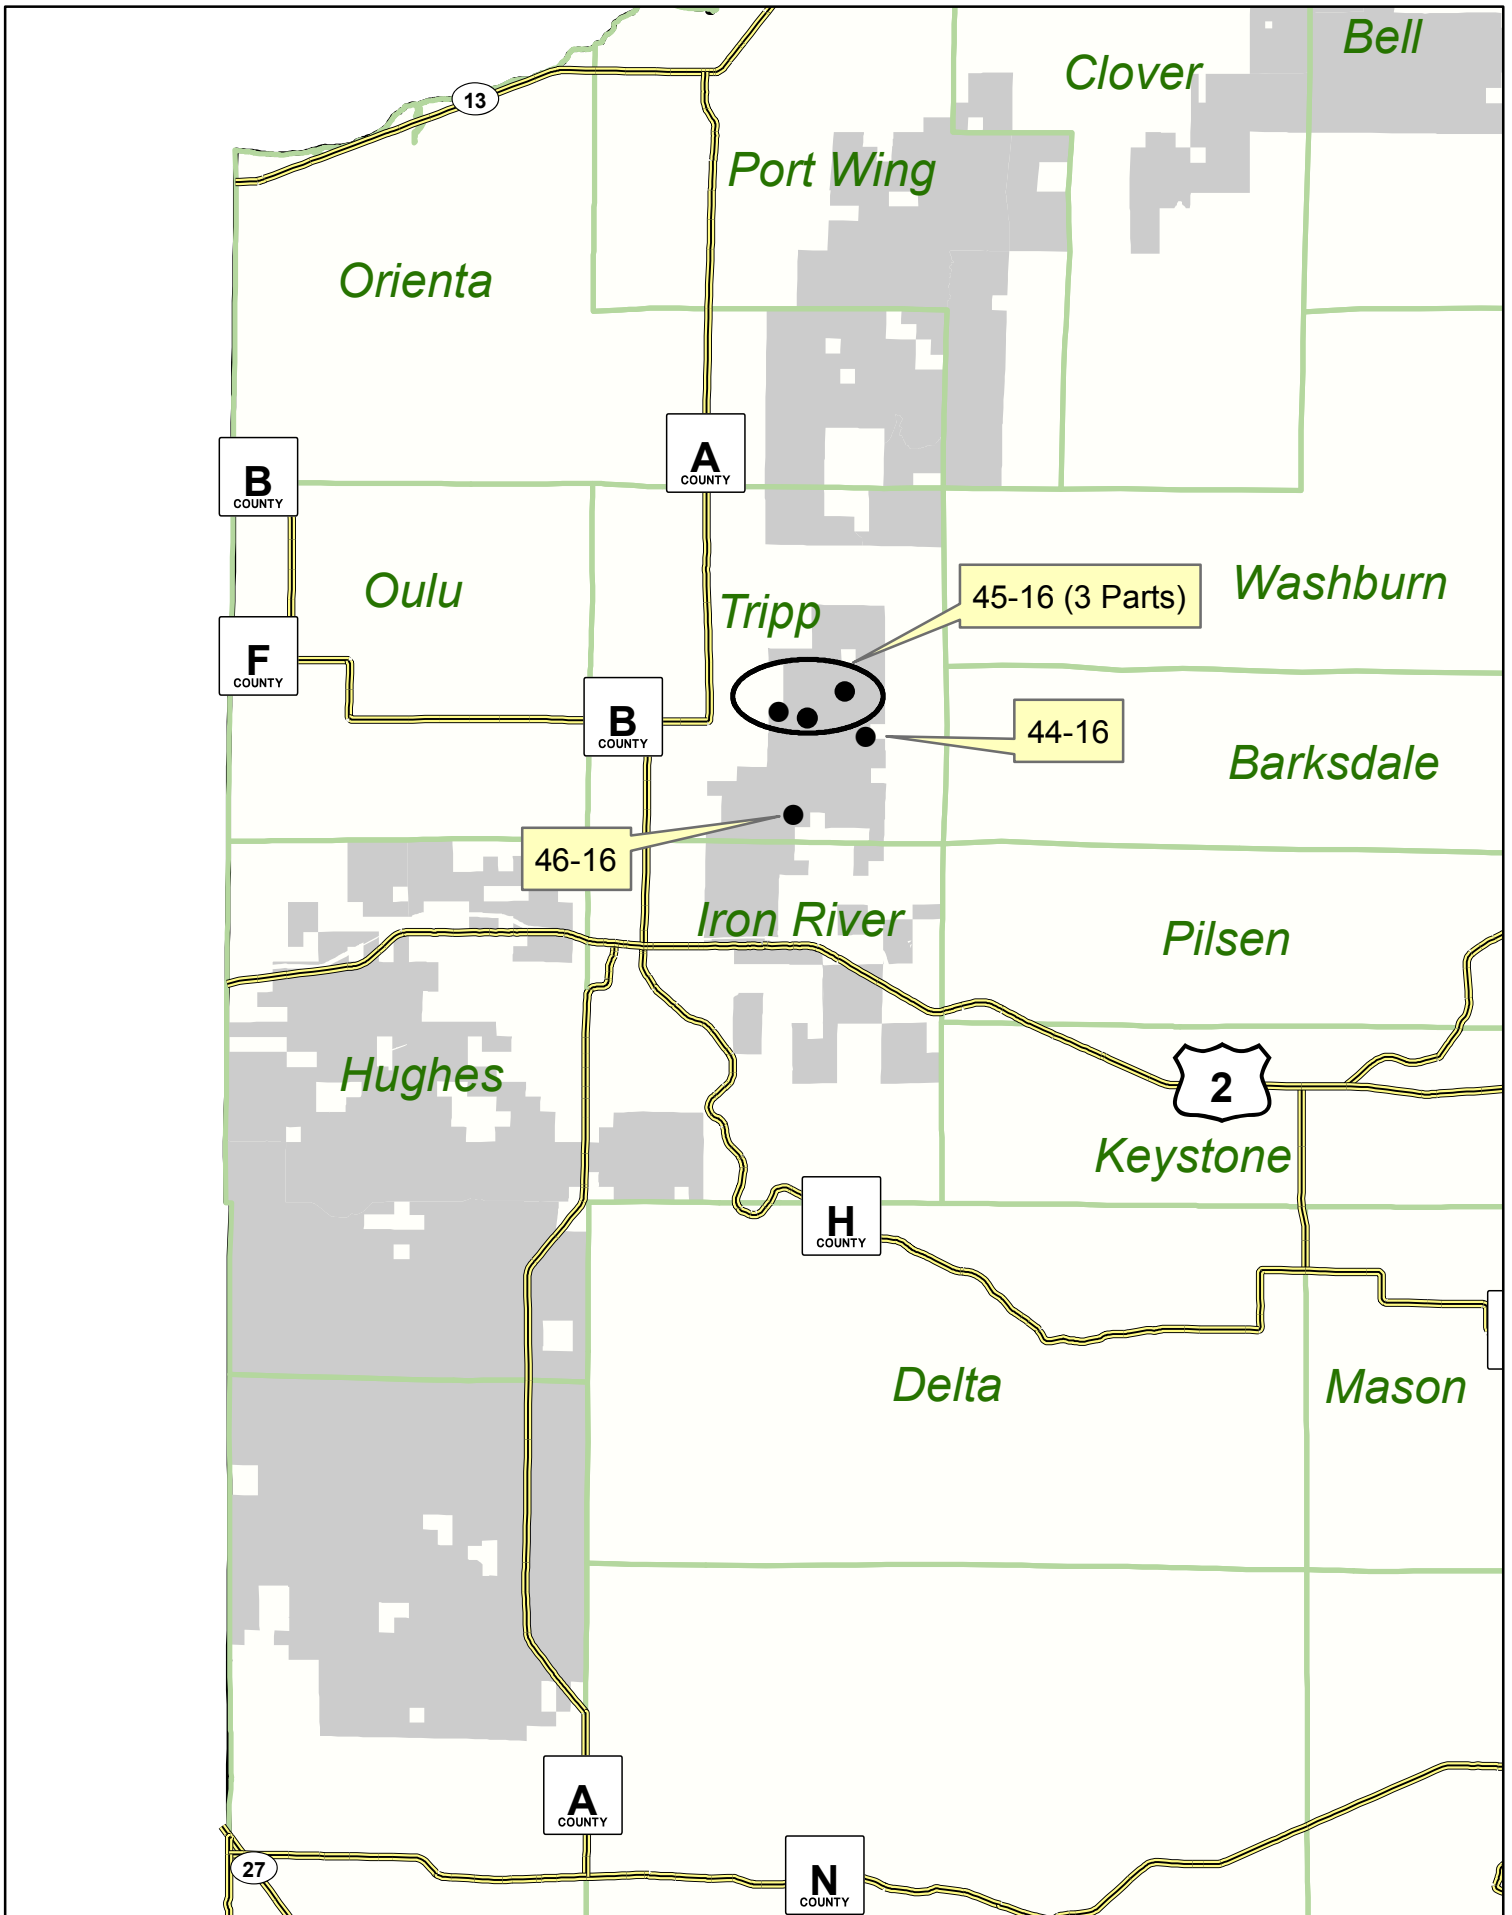 Bell
Clover
13
Port Wing
Orienta
A
COUNTY
B
COUNTY
45-16 (3 Parts)
Washburn
Oulu
Tripp
F
COUNTY
B
COUNTY
44-16
Barksdale
46-16
Iron River
Pilsen
Hughes
2
Keystone
H
COUNTY
Delta
Mason
A
COUNTY
27
N
COUNTY